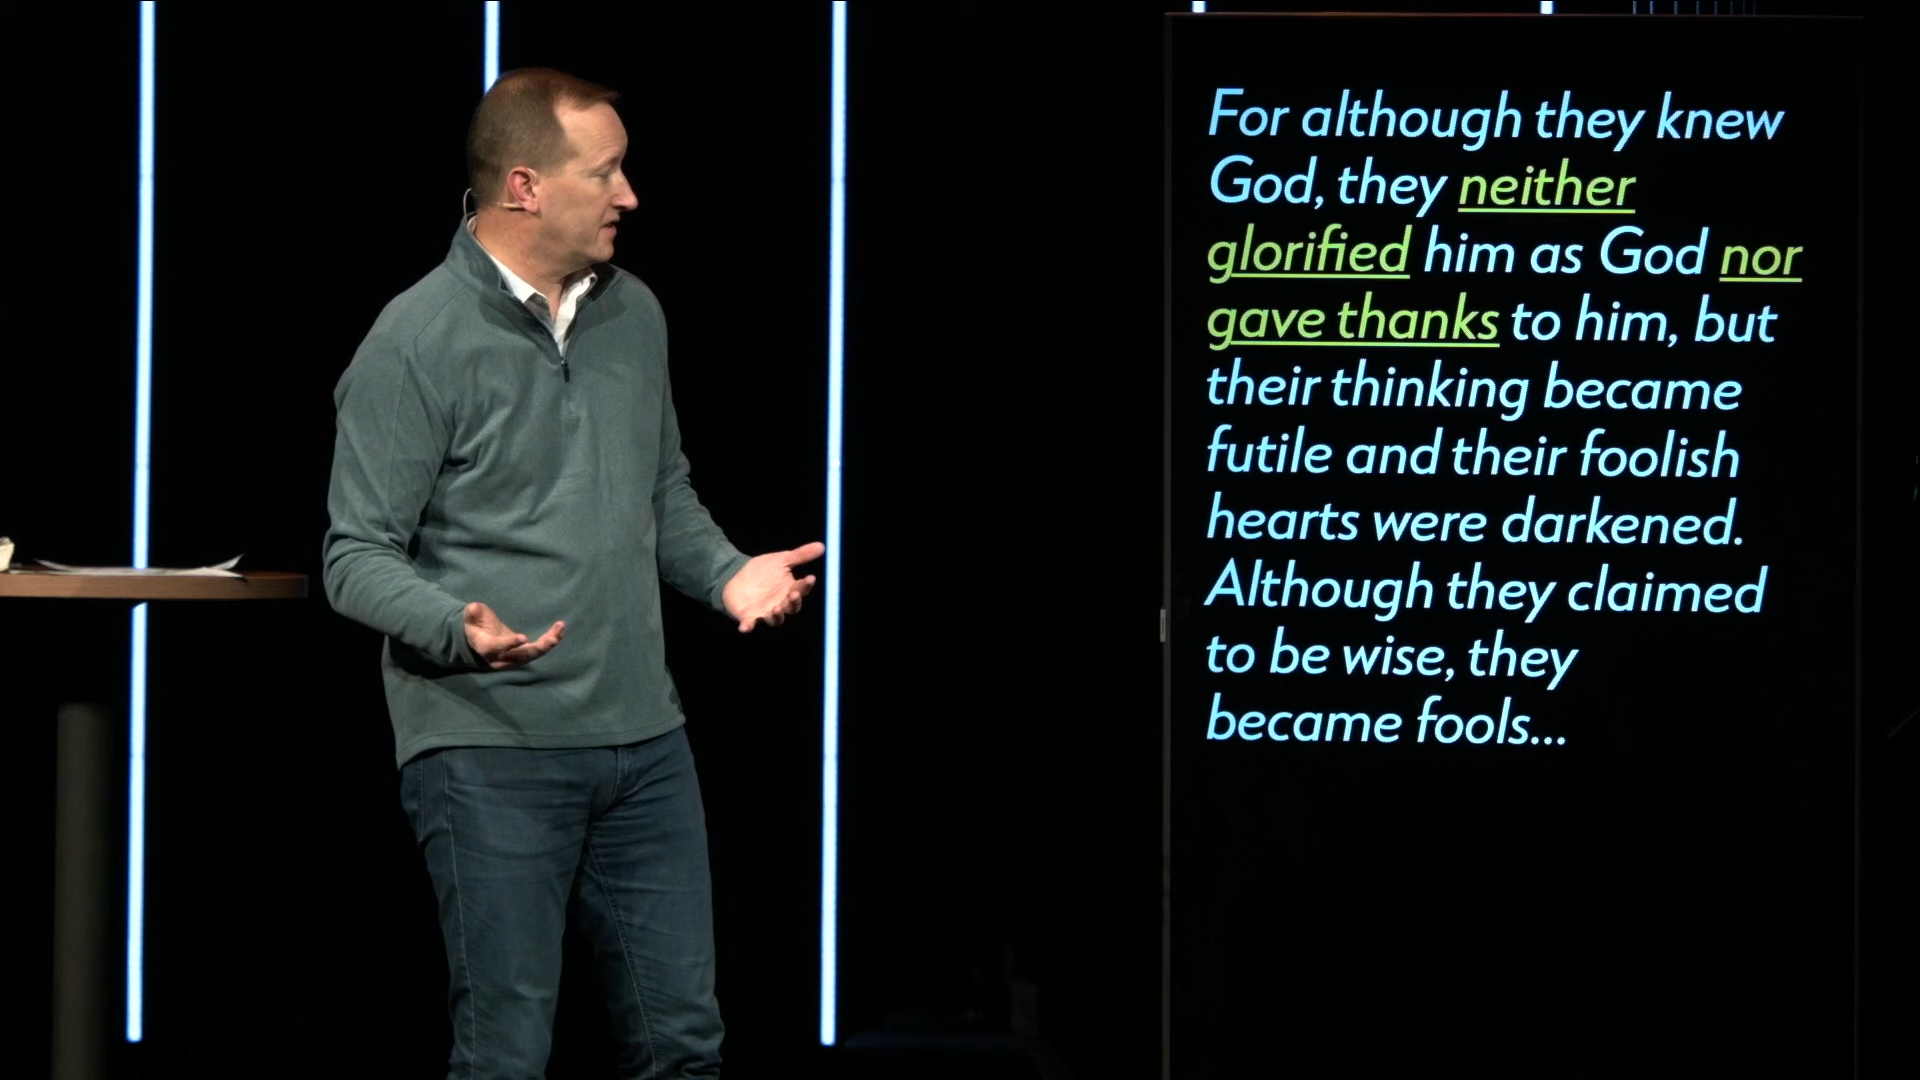 For although they knew
God, they neither
glorified him as God nor
gave thanks to him, but
their thinking became
futile and their foolish
hearts were darkened.
Although they claimed
to be wise, they
became fools...